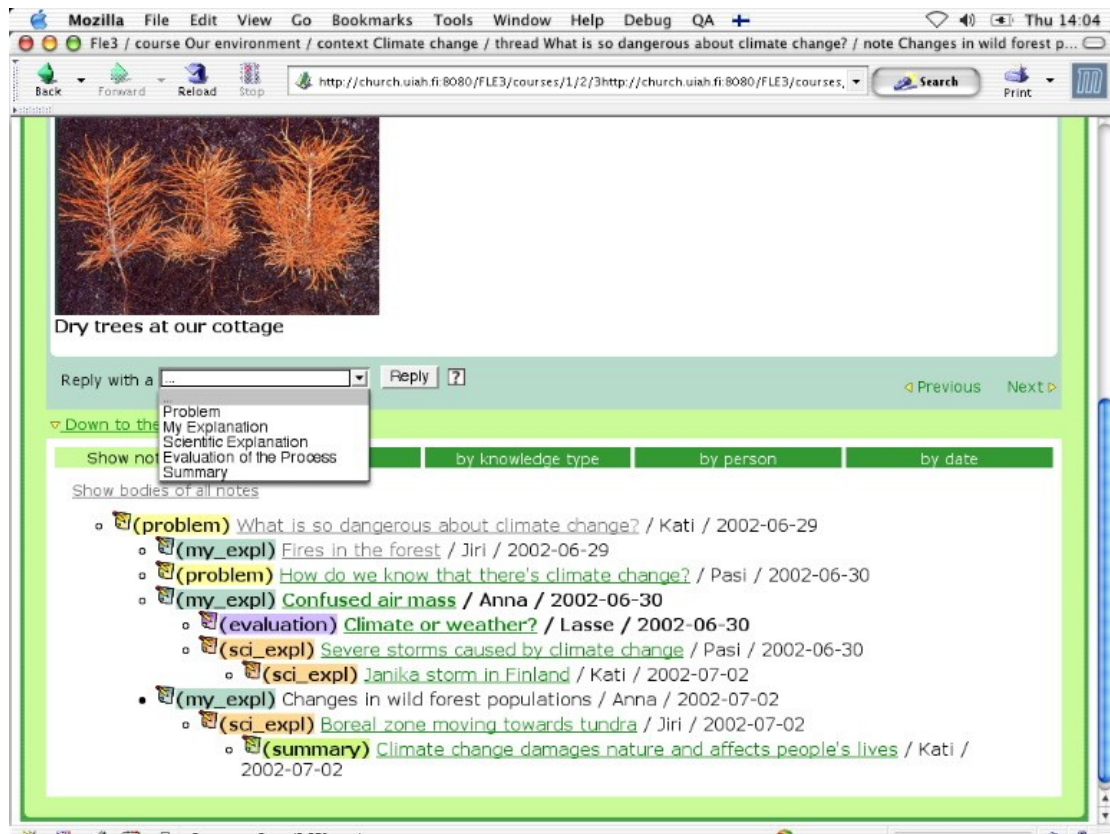 Mozilla File Edit View Go Bookmarks Tools Window Help Debug QA Thu 14:04
Fle3 / course Our environment / context Climate change / thread What is so dangerous about climate change? / note Changes in wild forest p...
Back Forward Reload Stop http://church.uiah.fi:8080/FLE3/courses/1/2/3http://church.uiah.fi:8080/FLE3/courses, Search Print
Dry trees at our cottage
Reply with a ... Reply ?
Previous Next
...
Problem
My Explanation
Scientific Explanation
Evaluation of the Process
Summary
Down to the
Show not by knowledge type by person by date
Show bodies of all notes
(problem) What is so dangerous about climate change? / Kati / 2002-06-29
(my_expl) Fires in the forest / Jiri / 2002-06-29
(problem) How do we know that there's climate change? / Pasi / 2002-06-30
(my_expl) Confused air mass / Anna / 2002-06-30
(evaluation) Climate or weather? / Lasse / 2002-06-30
(sci_expl) Severe storms caused by climate change / Pasi / 2002-06-30
(sci_expl) Janika storm in Finland / Kati / 2002-07-02
(my_expl) Changes in wild forest populations / Anna / 2002-07-02
(sci_expl) Boreal zone moving towards tundra / Jiri / 2002-07-02
(summary) Climate change damages nature and affects people's lives / Kati /
2002-07-02